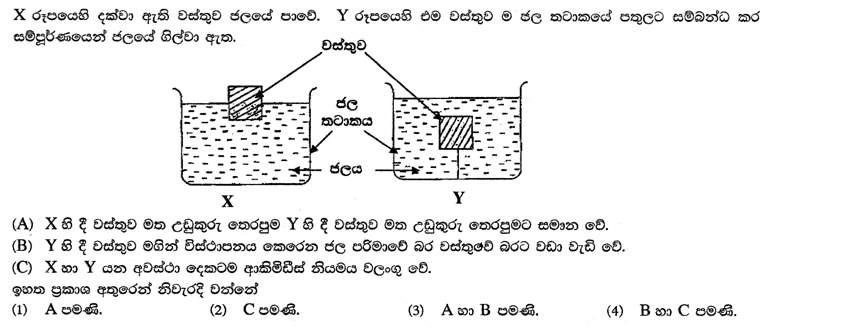 X රූපයෙහි දක්වා ඇති වස්තුව ජලයේ පාවේ. Y රූපයෙහි එම වස්තුව ම ජල තටාකයේ පතුලට සම්බන්ධ කර
සම්පූර්ණයෙන් ජලයේ ගිල්වා ඇත.
වස්තුව
ජල
තටාකය
ජලය
X
Y
(A) X හි දී වස්තුව මත උඩුකුරු තෙරපුම Y හි දී වස්තුව මත උඩුකුරු තෙරපුමට සමාන වේ.
(B) Y හි දී වස්තුව මගින් විස්ථාපනය කෙරෙන ජල පරිමාවේ බර වස්තුවේ බරට වඩා වැඩි වේ.
(C) X හා Y යන අවස්ථා දෙකටම ආකිමිඩීස් නියමය වලංගු වේ.
ඉහත ප්‍රකාශ අතුරෙන් නිවැරදි වන්නේ
(1) A පමණි. (2) C පමණි. (3) A හා B පමණි. (4) B හා C පමණි.